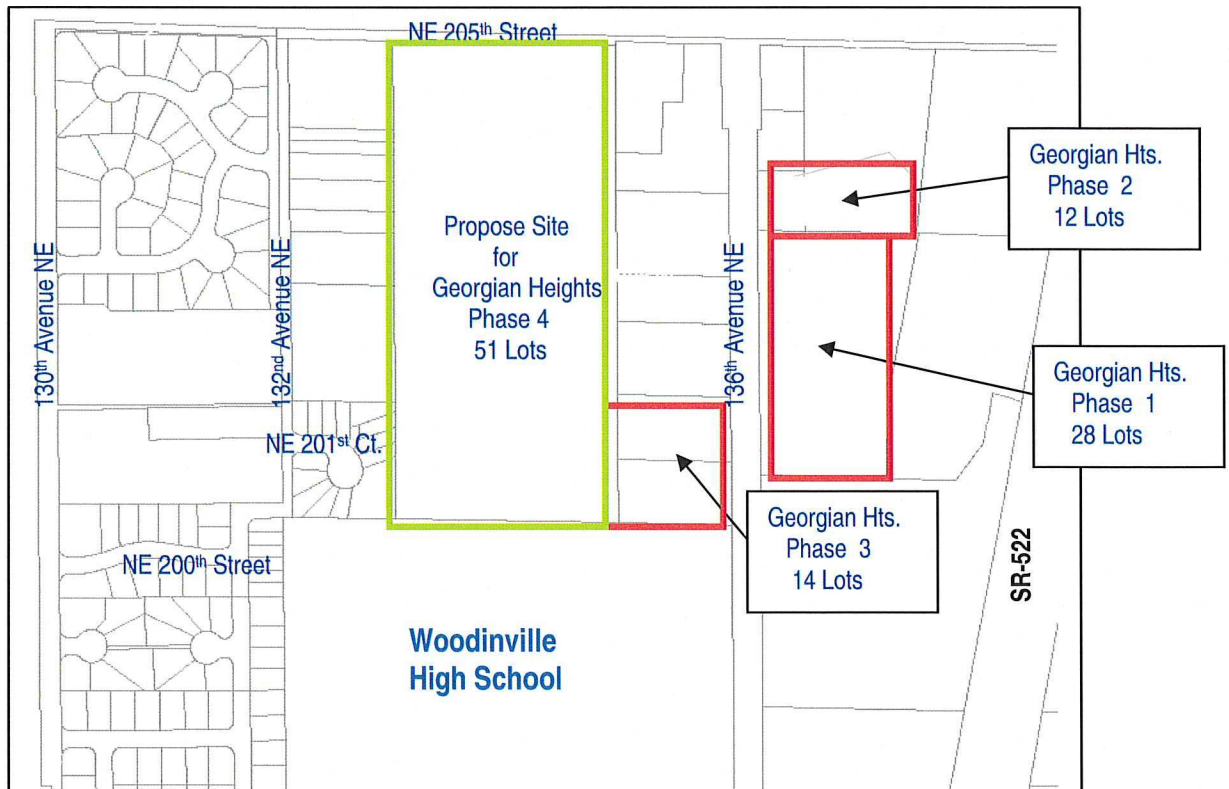 NE 205th Street
130th Avenue NE
132nd Avenue NE
136th Avenue NE
Propose Site
for
Georgian Heights
Phase 4
51 Lots
Georgian Hts.
Phase 2
12 Lots
Georgian Hts.
Phase 1
28 Lots
NE 201st Ct.
Georgian Hts.
Phase 3
14 Lots
NE 200th Street
SR-522
Woodinville
High School